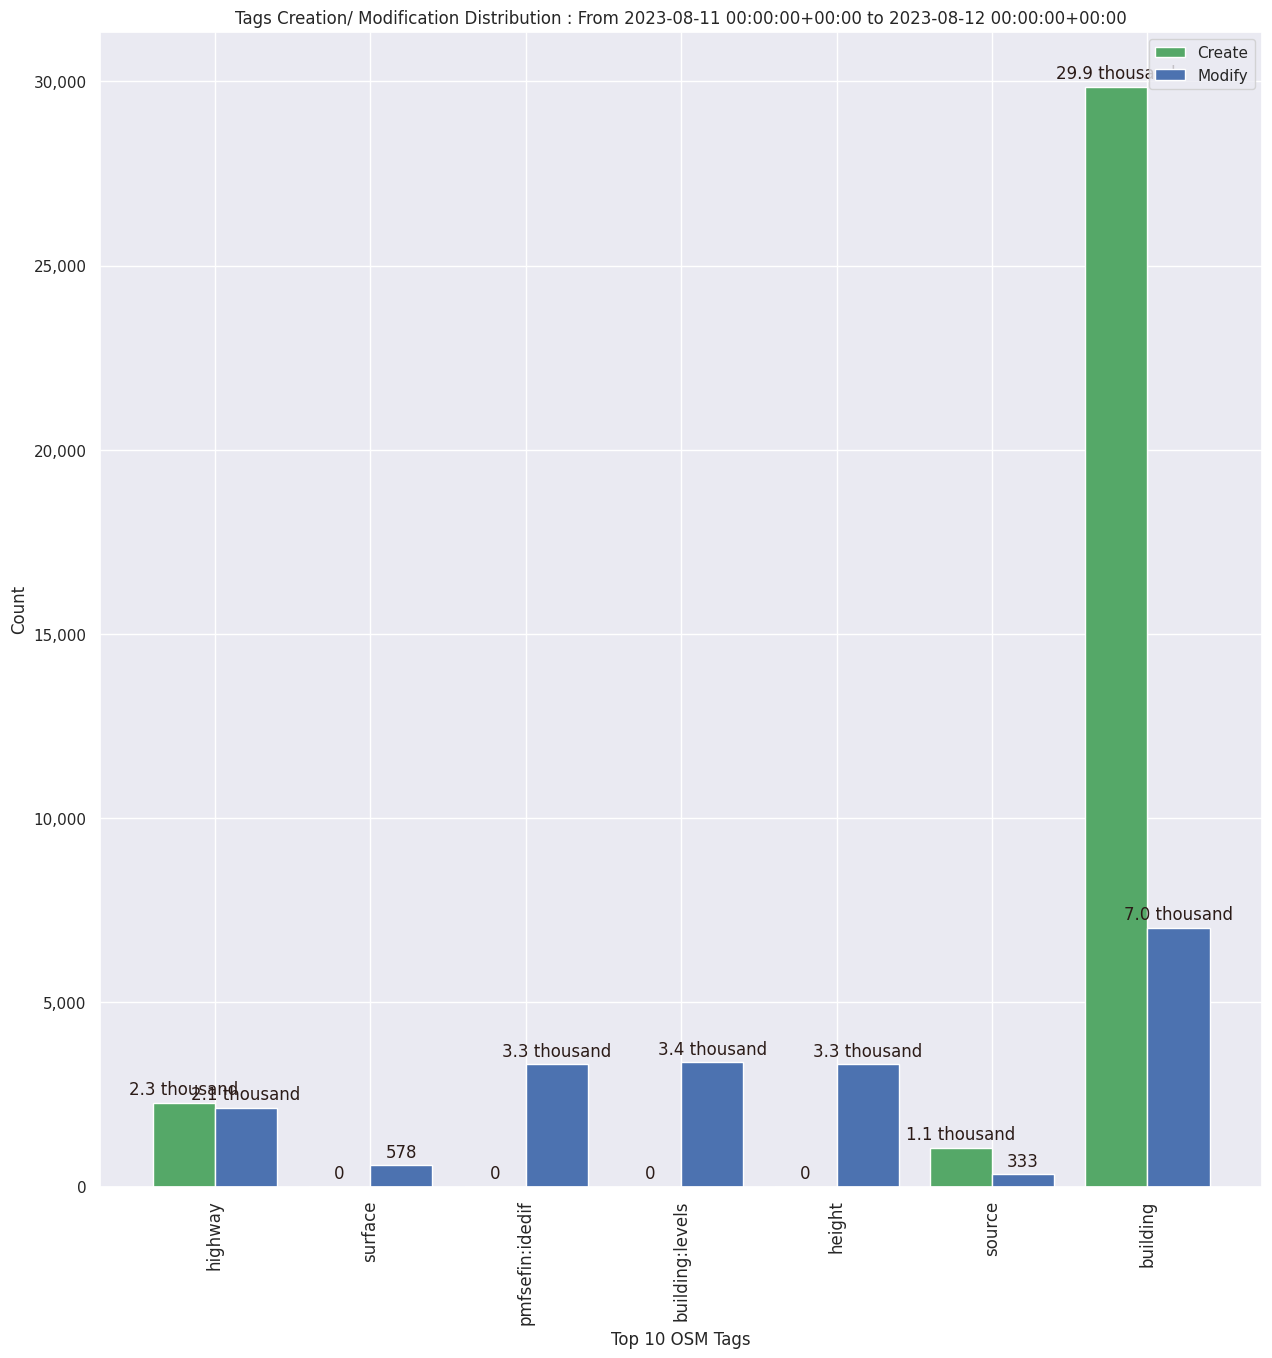 Tags Creation/ Modification Distribution : From 2023-08-11 00:00:00+00:00 to 2023-08-12 00:00:00+00:00
Create
Modify
30,000
25,000
20,000
15,000
10,000
5,000
0
Count
2.3 thousand
2.1 thousand
0
578
0
3.3 thousand
0
3.4 thousand
0
3.3 thousand
1.1 thousand
333
29.9 thousand
7.0 thousand
highway
surface
pmfsefin:idedif
building:levels
height
source
building
Top 10 OSM Tags